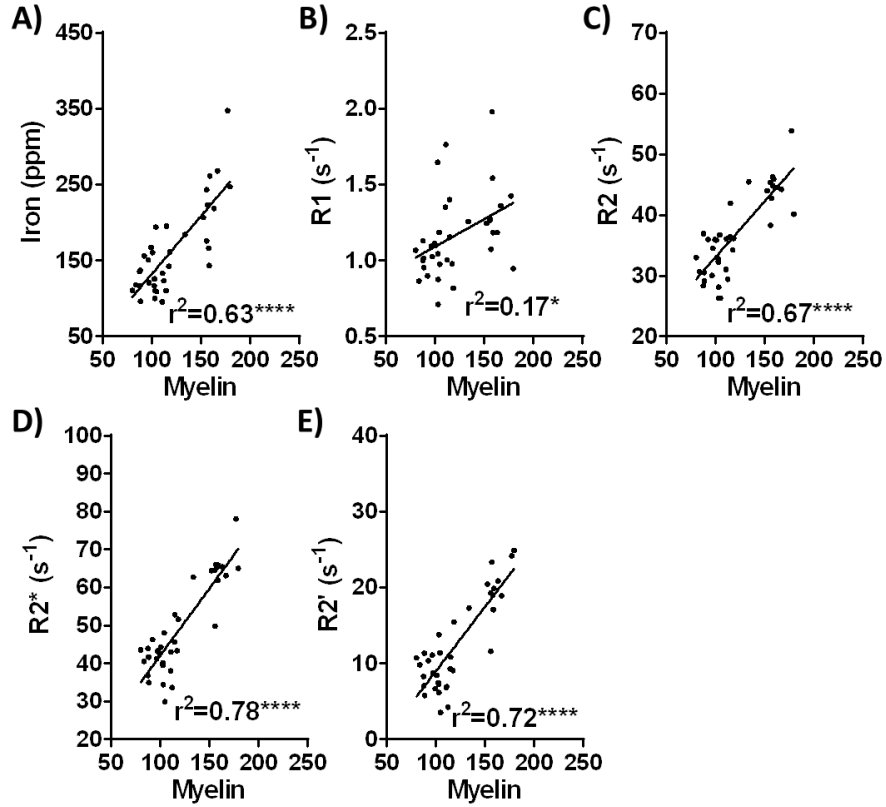 A)
Iron (ppm)
450
350
250
150
50
r²=0.63****
50 100 150 200 250
Myelin
B)
R1 (s⁻¹)
2.5
2.0
1.5
1.0
0.5
r²=0.17*
50 100 150 200 250
Myelin
C)
R2 (s⁻¹)
70
60
50
40
30
20
r²=0.67****
50 100 150 200 250
Myelin
D)
R2* (s⁻¹)
100
90
80
70
60
50
40
30
20
r²=0.78****
50 100 150 200 250
Myelin
E)
R2' (s⁻¹)
40
30
20
10
0
r²=0.72****
50 100 150 200 250
Myelin